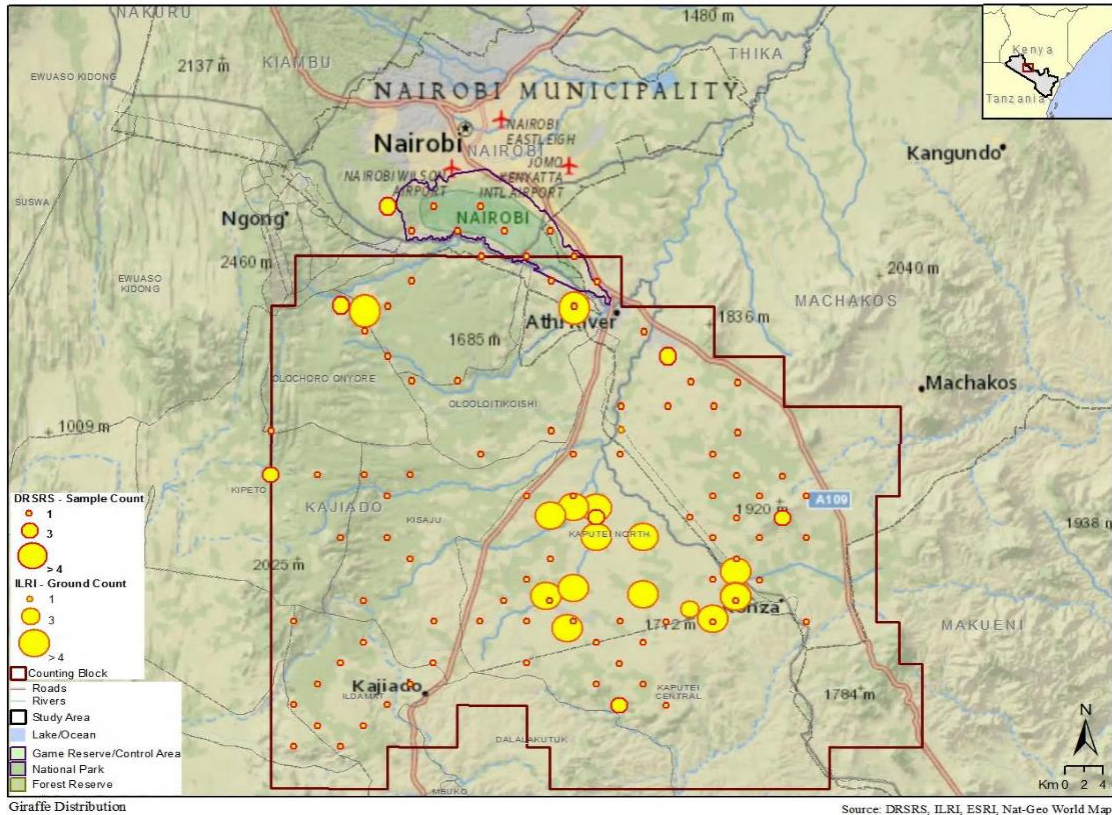 NAKURU
1480 m
Kenya
Tanzania
EWUASO KIDONG
2137 m
KIAMBU
THIKA
NAIROBI MUNICIPALITY
NAIROBI
EASTLEIGH
Nairobi
NAIROBI
JOMO
KENYATTA
INTL AIRPORT
NAIROBI WILSON
AIRPORT
Kangundo
SUSWA
Ngong
NAIROBI
2460 m
2040 m
EWUASO
KIDONG
MACHAKOS
Athi River
1836 m
1685 m
OLOCHORO ONYORE
OLOOLOITIKOISHI
Machakos
1009 m
KIPETO
KAJIADO
KISAJU
1920 m
A109
1938 m
KAPUTEI NORTH
2025 m
Konza
1712 m
MAKUENI
Kajiado
ILDAMAT
KAPUTEI
CENTRAL
1784 m
DALALAKUTUK
MBUKO
DRSRS - Sample Count
1
3
> 4
ILRI - Ground Count
1
3
> 4
Counting Block
Roads
Rivers
Study Area
Lake/Ocean
Game Reserve/Control Area
National Park
Forest Reserve
N
Km 0 2 4
Giraffe Distribution
Source: DRSRS, ILRI, ESRI, Nat-Geo World Map